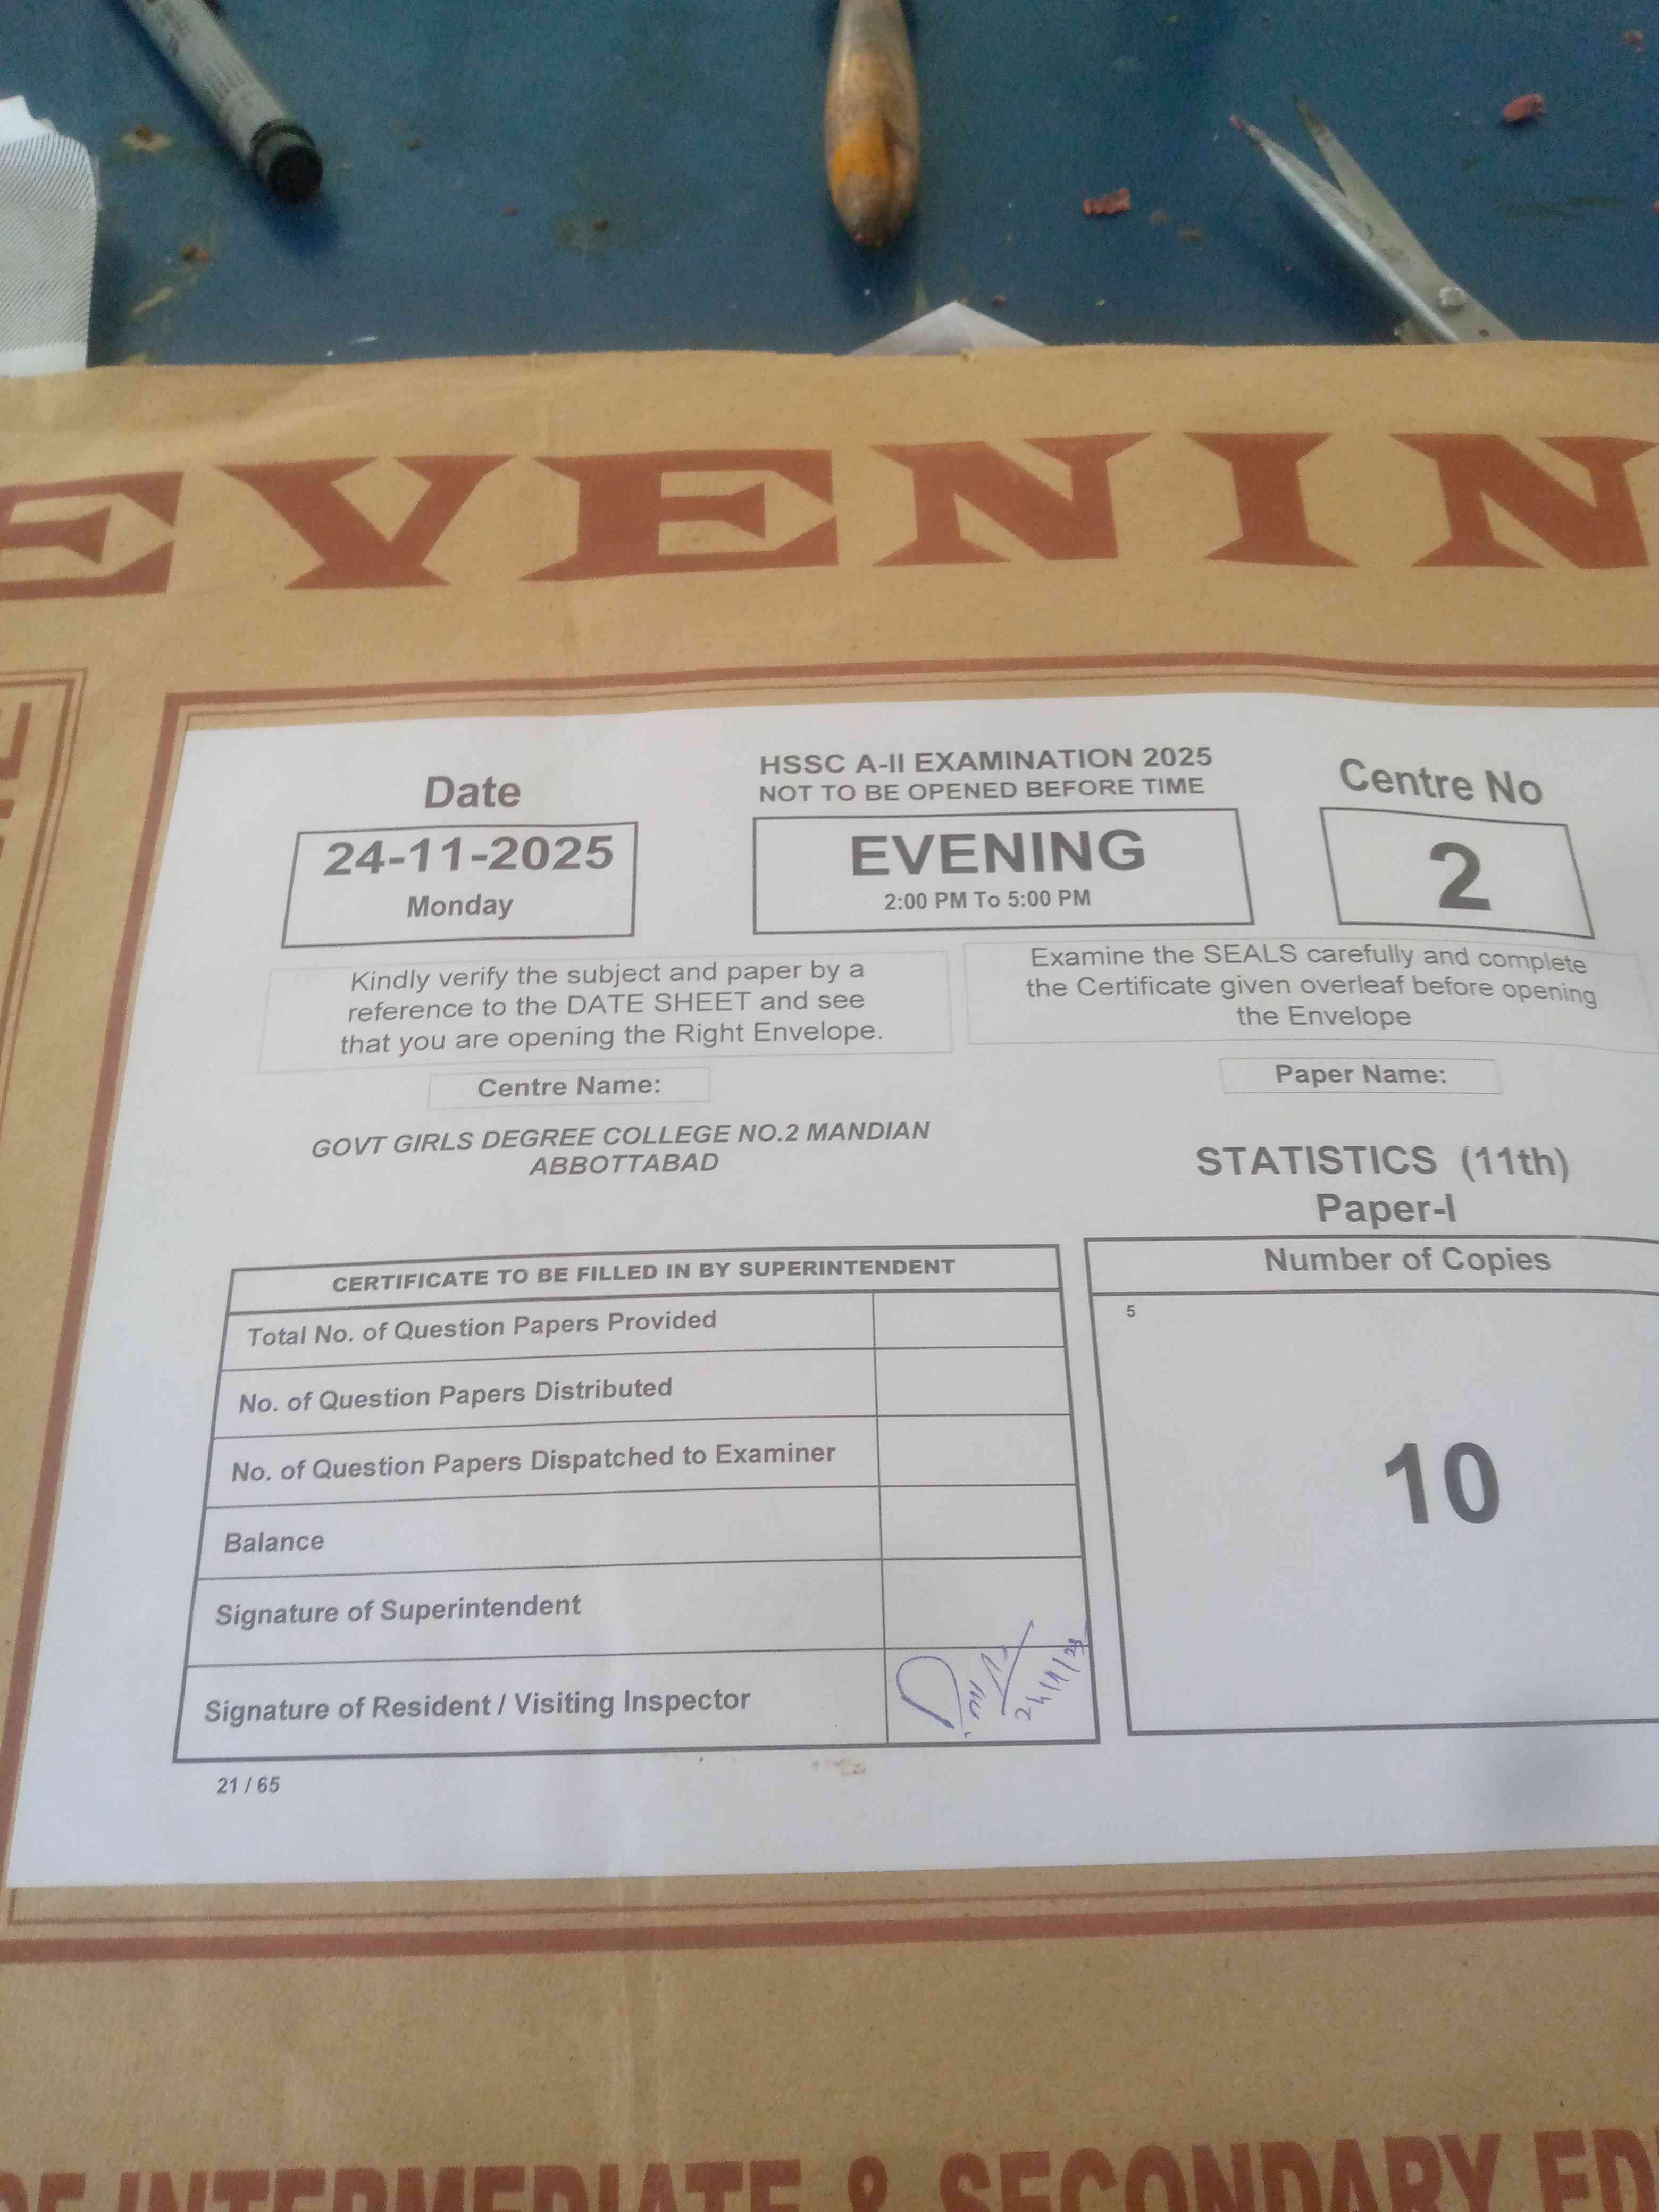 EVENIN
Date
24-11-2025
Monday
HSSC A-II EXAMINATION 2025
NOT TO BE OPENED BEFORE TIME
EVENING
2:00 PM To 5:00 PM
Centre No
2
Kindly verify the subject and paper by a
reference to the DATE SHEET and see
that you are opening the Right Envelope.
Examine the SEALS carefully and complete
the Certificate given overleaf before opening
the Envelope
Centre Name:
GOVT GIRLS DEGREE COLLEGE NO.2 MANDIAN
ABBOTTABAD
Paper Name:
STATISTICS (11th)
Paper-I
CERTIFICATE TO BE FILLED IN BY SUPERINTENDENT
Total No. of Question Papers Provided
No. of Question Papers Distributed
No. of Question Papers Dispatched to Examiner
Balance
Signature of Superintendent
Signature of Resident / Visiting Inspector
Number of Copies
5
10
21 / 65
OF INTERMEDIATE & SECONDARY ED